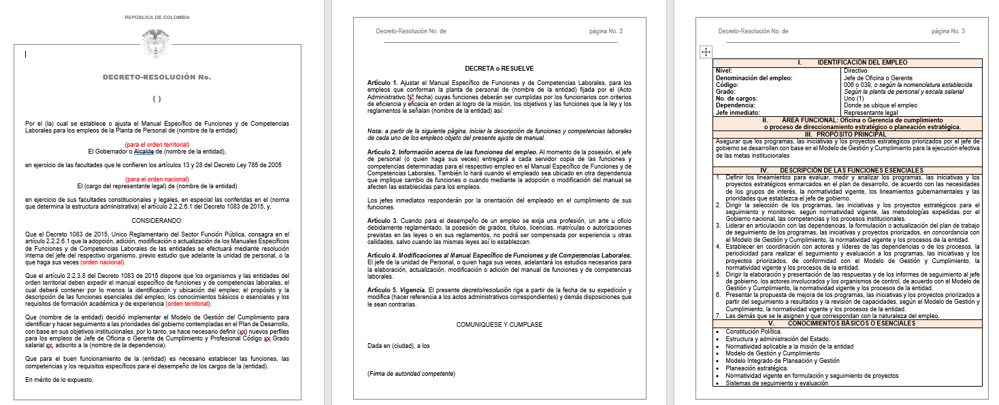 REPÚBLICA DE COLOMBIA
DECRETO-RESOLUCIÓN No.
( )
Por el (la) cual se establece o ajusta el Manual Específico de Funciones y de Competencias
Laborales para los empleos de la Planta de Personal de (nombre de la entidad)
(para el orden territorial)
El Gobernador o Alcalde de (nombre de la entidad),
en ejercicio de las facultades que le confieren los artículos 13 y 28 del Decreto Ley 785 de 2005
(para el orden nacional)
El (cargo del representante legal) de (nombre de la entidad)
en ejercicio de sus facultades constitucionales y legales, en especial las conferidas en el (norma
que determina la estructura administrativa) el artículo 2.2.2.6.1 del Decreto 1083 de 2015, y,
CONSIDERANDO:
Que el Decreto 1083 de 2015, Unico Reglamentario del Sector Función Pública, consagra en el
artículo 2.2.2.6.1 que la adopción, adición, modificación o actualización de los Manuales Específicos
de Funciones y de Competencias Laborales de las entidades se efectuará mediante resolución
interna del jefe del respectivo organismo, previo estudio que adelante la unidad de personal, o la
que haga sus veces (orden nacional).
Que el artículo 2.2.3.8 del Decreto 1083 de 2015 dispone que los organismos y las entidades del
orden territorial deben expedir el manual específico de funciones y de competencias laborales, el
cual deberá contener por lo menos la identificación y ubicación del empleo; el propósito y la
descripción de las funciones esenciales del empleo; los conocimientos básicos o esenciales y los
requisitos de formación académica y de experiencia (orden territorial).
Que (nombre de la entidad) decidió implementar el Modelo de Gestión del Cumplimiento para
identificar y hacer seguimiento a las prioridades del gobierno contempladas en el Plan de Desarrollo,
con base en sus objetivos institucionales, por lo tanto, se hace necesario definir (xx) nuevos perfiles
para los empleos de Jefe de Oficina o Gerente de Cumplimiento y Profesional Código xx Grado
salarial xx, adscrito a la (nombre de la dependencia).
Que para el buen funcionamiento de la (entidad) es necesario establecer las funciones, las
competencias y los requisitos específicos para el desempeño de los cargos de la (entidad).
En mérito de lo expuesto,
Decreto-Resolución No. de página No. 2
DECRETA o RESUELVE
Artículo 1. Ajustar el Manual Específico de Funciones y de Competencias Laborales, para los
empleos que conforman la planta de personal de (nombre de la entidad) fijada por el (Acto
Administrativo N° fecha) cuyas funciones deberán ser cumplidas por los funcionarios con criterios
de eficiencia y eficacia en orden al logro de la misión, los objetivos y las funciones que la ley y los
reglamentos le señalan (nombre de la entidad) así:
Nota: a partir de la siguiente página, iniciar la descripción de funciones y competencias laborales
de cada uno de los empleos objeto del presente ajuste de manual.
Artículo 2. Información acerca de las funciones del empleo. Al momento de la posesión, el jefe
de personal (o quien haga sus veces) entregará a cada servidor copia de las funciones y
competencias determinadas para el respectivo empleo en el Manual Específico de Funciones y de
Competencias Laborales. También lo hará cuando el empleado sea ubicado en otra dependencia
que implique cambio de funciones o cuando mediante la adopción o modificación del manual se
afecten las establecidas para los empleos.
Los jefes inmediatos responderán por la orientación del empleado en el cumplimiento de sus
funciones.
Artículo 3. Cuando para el desempeño de un empleo se exija una profesión, un arte u oficio
debidamente reglamentado, la posesión de grados, títulos, licencias, matrículas o autorizaciones
previstas en las leyes o en sus reglamentos, no podrá ser compensada por experiencia u otras
calidades, salvo cuando las mismas leyes así lo establezcan.
Artículo 4. Modificaciones al Manual Específico de Funciones y de Competencias Laborales.
El jefe de la unidad de Personal, o quien haga sus veces, adelantará los estudios necesarios para
la elaboración, actualización, modificación o adición del manual de funciones y de competencias
laborales.
Artículo 5. Vigencia. El presente decreto/resolución rige a partir de la fecha de su expedición y
modifica (hacer referencia a los actos administrativos correspondientes) y demás disposiciones que
le sean contrarias.
COMUNIQUESE Y CUMPLASE
Dada en (ciudad), a los
(Firma de autoridad competente)
Decreto-Resolución No. de página No. 3
I. IDENTIFICACIÓN DEL EMPLEO
Nivel: Directivo
Denominación del empleo: Jefe de Oficina o Gerente
Código: 006 o 039, o según la nomenclatura establecida
Grado: Según la planta de personal y escala salarial
No. de cargos: Uno (1)
Dependencia: Donde se ubique el empleo
Jefe inmediato: Representante legal
II. ÁREA FUNCIONAL: Oficina o Gerencia de cumplimiento
o proceso de direccionamiento estratégico o planeación estratégica.
III. PROPÓSITO PRINCIPAL
Asegurar que los programas, las iniciativas y los proyectos estratégicos priorizados por el jefe de
gobierno se desarrollen con base en el Modelo de Gestión y Cumplimiento para la ejecución efectiva
de las metas institucionales
IV. DESCRIPCIÓN DE LAS FUNCIONES ESENCIALES
1. Definir los lineamientos para evaluar, medir y analizar los programas, las iniciativas y los
proyectos estratégicos enmarcados en el plan de desarrollo, de acuerdo con las necesidades
de los grupos de interés, la normatividad vigente, los lineamientos gubernamentales y las
prioridades que establezca el jefe de gobierno.
2. Dirigir la selección de los programas, las iniciativas y los proyectos estratégicos para el
seguimiento y monitoreo, según normatividad vigente, las metodologías expedidas por el
Gobierno nacional, las competencias y los procesos institucionales.
3. Liderar en articulación con las dependencias, la formulación o actualización del plan de trabajo
de seguimiento de los programas, las iniciativas y proyectos priorizados, en concordancia con
el Modelo de Gestión y Cumplimiento, la normatividad vigente y los procesos de la entidad.
4. Establecer en coordinación con actores y líderes de las dependencias o de los procesos, la
periodicidad para realizar el seguimiento y evaluación a los programas, las iniciativas y los
proyectos priorizados, de conformidad con el Modelo de Gestión y Cumplimiento, la
normatividad vigente y los procesos de la entidad.
5. Dirigir la elaboración y presentación de las respuestas y de los informes de seguimiento al jefe
de gobierno, los actores involucrados y los organismos de control, de acuerdo con el Modelo de
Gestión y Cumplimiento, la normatividad vigente y los procesos de la entidad.
6. Presentar la propuesta de mejora de los programas, las iniciativas y los proyectos priorizados a
partir del seguimiento a resultados y la revisión de capacidades, según el Modelo de Gestión y
Cumplimiento, la normatividad vigente y los procesos de la entidad.
7. Las demás que se le asignen y que correspondan con la naturaleza del empleo.
V. CONOCIMIENTOS BÁSICOS O ESENCIALES
• Constitución Política.
• Estructura y administración del Estado.
• Normatividad aplicable a la misión de la entidad
• Modelo de Gestión y Cumplimiento
• Modelo Integrado de Planeación y Gestión
• Planeación estratégica.
• Normatividad vigente en formulación y seguimiento de proyectos
• Sistemas de seguimiento y evaluación